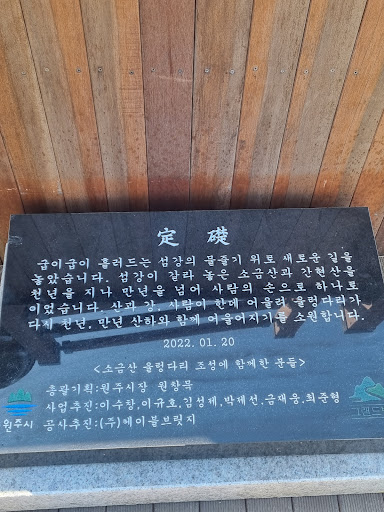 定 礎
굽이굽이 흘러드는 섬강의 물줄기 위로 새로운 길을
놓았습니다. 섬강이 갈라 놓은 소금산과 간현산을
천년을 지나 만년을 넘어 사람의 손으로 하나로
이었습니다. 산과 강, 사람이 한데 어울려 울렁다리가
다시 천년, 만년 산하와 함께 어울어지기를 소원합니다.
2022. 01. 20
<소금산 울렁다리 조성에 함께한 분들>
총괄기획:원주시장 원창묵
사업추진:이수창,이규호,김성제,박제선,금재웅,최준형
공사추진:(주)에이블브릿지
원주시